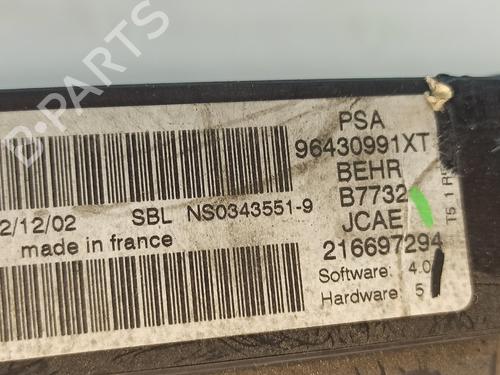 B-PARTS
PSA
96430991XT
BEHR
B7732
JCAE
216697294
Software: 4.0
Hardware: 5
2/12/02 SBL NS0343551-9
made in france